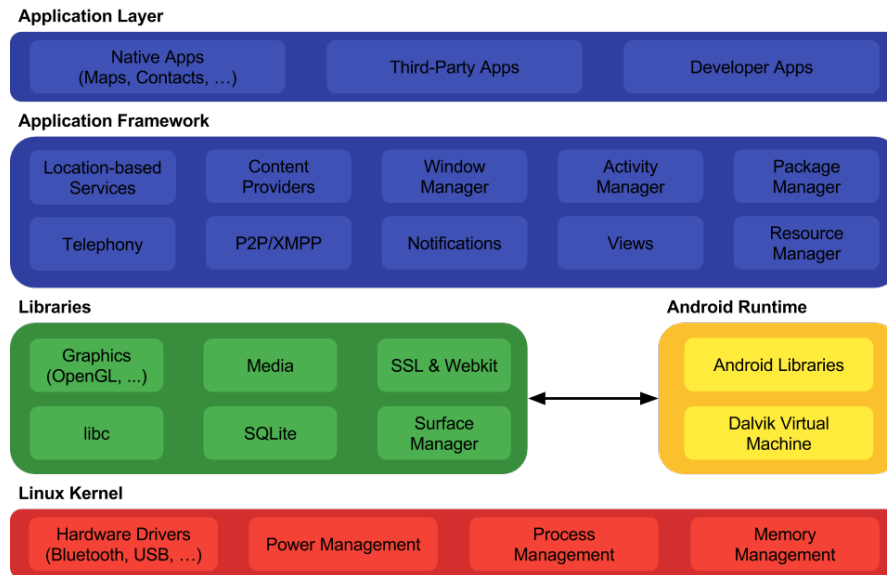 Application Layer
Native Apps
(Maps, Contacts, …)
Third-Party Apps
Developer Apps
Application Framework
Location-based
Services
Content
Providers
Window
Manager
Activity
Manager
Package
Manager
Telephony
P2P/XMPP
Notifications
Views
Resource
Manager
Libraries
Graphics
(OpenGL, ...)
Media
SSL & Webkit
libc
SQLite
Surface
Manager
Android Runtime
Android Libraries
Dalvik Virtual
Machine
Linux Kernel
Hardware Drivers
(Bluetooth, USB, …)
Power Management
Process
Management
Memory
Management